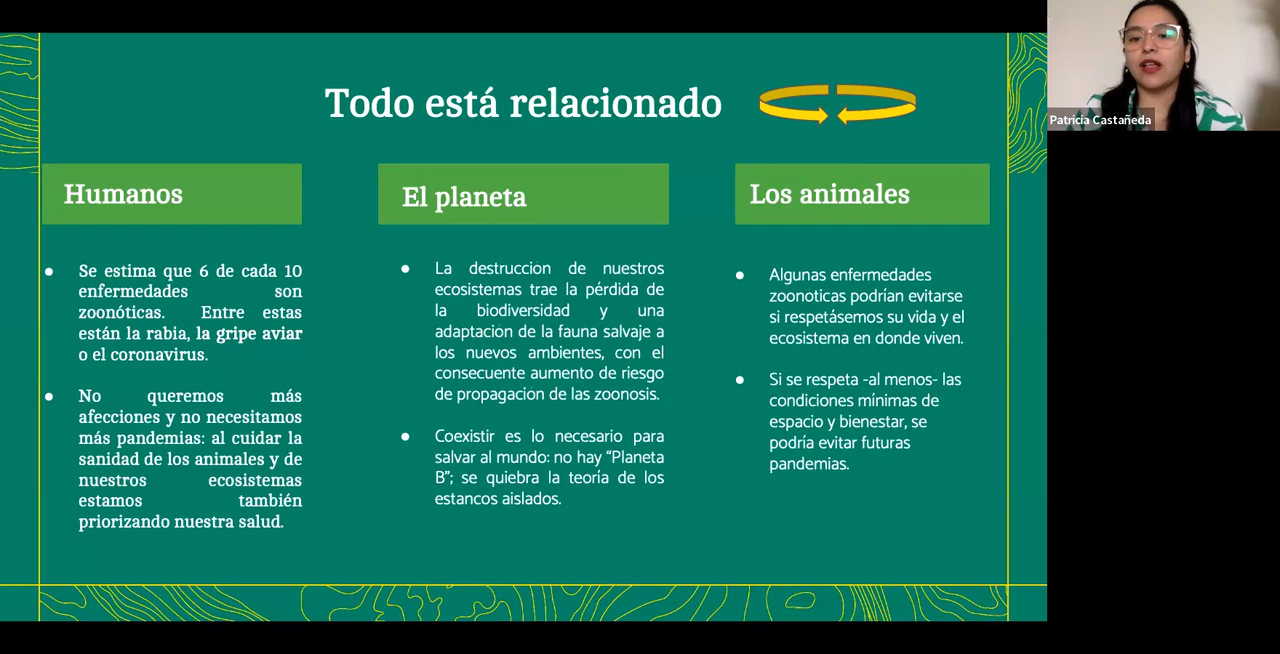 Todo está relacionado
Patricia Castañeda
Humanos
Se estima que 6 de cada 10
enfermedades son
zoonóticas. Entre estas
están la rabia, la gripe aviar
o el coronavirus.
No queremos más
afecciones y no necesitamos
más pandemias: al cuidar la
sanidad de los animales y de
nuestros ecosistemas
estamos también
priorizando nuestra salud.
El planeta
La destruccion de nuestros
ecosistemas trae la pérdida de
la biodiversidad y una
adaptacion de la fauna salvaje a
los nuevos ambientes, con el
consecuente aumento de riesgo
de propagacion de las zoonosis.
Coexistir es lo necesario para
salvar al mundo: no hay “Planeta
B”; se quiebra la teoría de los
estancos aislados.
Los animales
Algunas enfermedades
zoonoticas podrían evitarse
si respetásemos su vida y el
ecosistema en donde viven.
Si se respeta -al menos- las
condiciones mínimas de
espacio y bienestar, se
podría evitar futuras
pandemias.